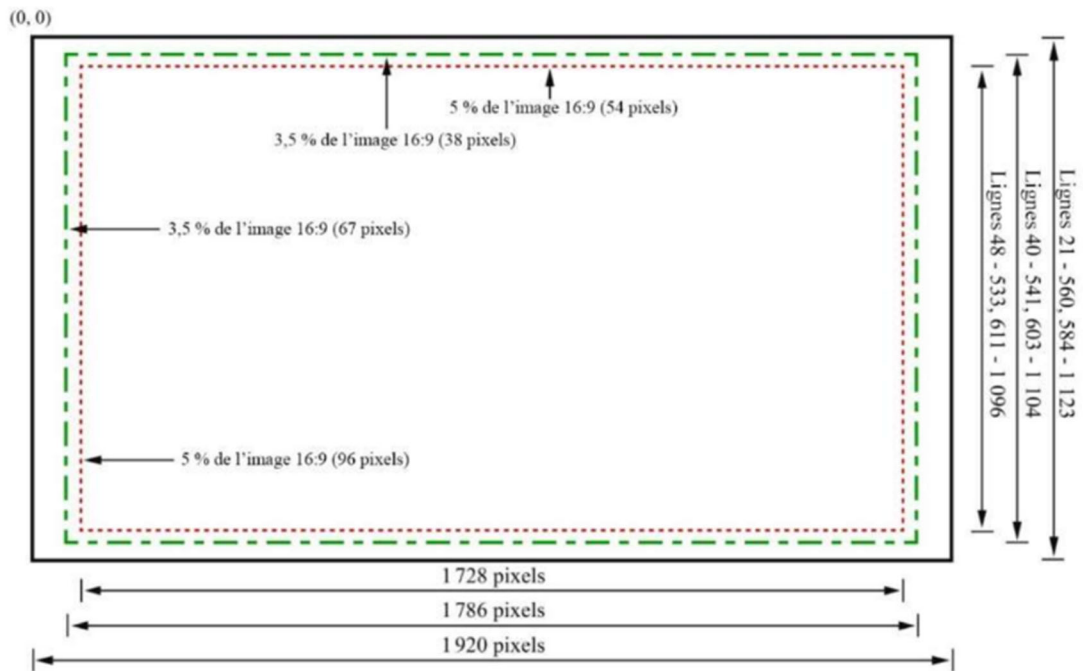 (0, 0)
5 % de l'image 16:9 (54 pixels)
3,5 % de l'image 16:9 (38 pixels)
3,5 % de l'image 16:9 (67 pixels)
5 % de l'image 16:9 (96 pixels)
Lignes 48 - 533, 611 - 1 096
Lignes 40 - 541, 603 - 1 104
Lignes 21 - 560, 584 - 1 123
1 728 pixels
1 786 pixels
1 920 pixels